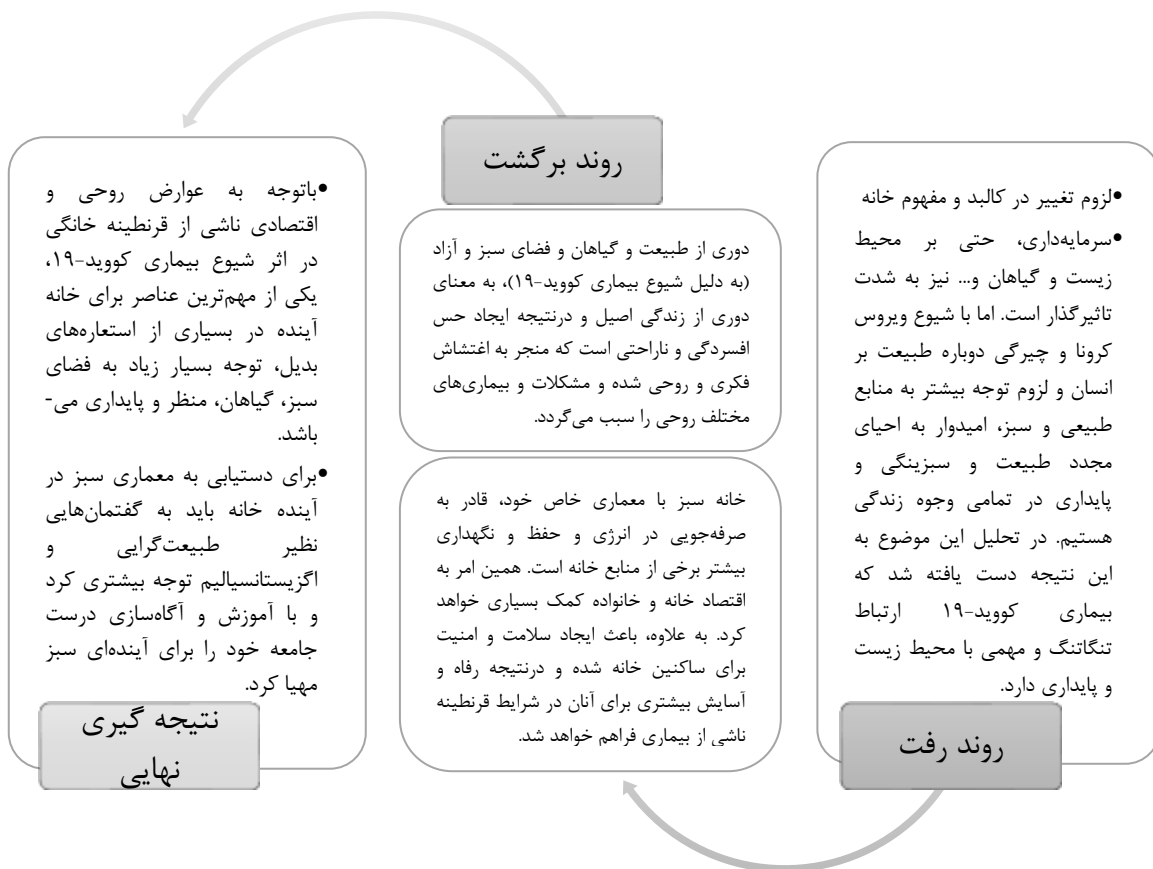 •لزوم تغییر در کالبد و مفهوم خانه
•سرمایه‌داری، حتی بر محیط
زیست و گیاهان و... نیز به شدت
تاثیرگذار است. اما با شیوع ویروس
کرونا و چیرگی دوباره طبیعت بر
انسان و لزوم توجه بیشتر به منابع
طبیعی و سبز، امیدوار به احیای
مجدد طبیعت و سبزینگی و
پایداری در تمامی وجوه زندگی
هستیم. در تحلیل این موضوع به
این نتیجه دست یافته شد که
بیماری کووید-۱۹ ارتباط
تنگاتنگ و مهمی با محیط زیست
و پایداری دارد.
روند رفت
روند برگشت
دوری از طبیعت و گیاهان و فضای سبز و آزاد
(به دلیل شیوع بیماری کووید-۱۹)، به معنای
دوری از زندگی اصیل و درنتیجه ایجاد حس
افسردگی و ناراحتی است که منجر به اغتشاش
فکری و روحی شده و مشکلات و بیماری‌های
مختلف روحی را سبب می‌گردد.
خانه سبز با معماری خاص خود، قادر به
صرفه‌جویی در انرژی و حفظ و نگهداری
بیشتر برخی از منابع خانه است. همین امر به
اقتصاد خانه و خانواده کمک بسیاری خواهد
کرد. به علاوه، باعث ایجاد سلامت و امنیت
برای ساکنین خانه شده و درنتیجه رفاه و
آسایش بیشتری برای آنان در شرایط قرنطینه
ناشی از بیماری فراهم خواهد شد.
•باتوجه به عوارض روحی و
اقتصادی ناشی از قرنطینه خانگی
در اثر شیوع بیماری کووید-۱۹،
یکی از مهم‌ترین عناصر برای خانه
آینده در بسیاری از استعاره‌های
بدیل، توجه بسیار زیاد به فضای
سبز، گیاهان، منظر و پایداری می-
باشد.
•برای دستیابی به معماری سبز در
آینده خانه باید به گفتمان‌هایی
نظیر طبیعت‌گرایی و
اگزیستانسیالیم توجه بیشتری کرد
و با آموزش و آگاه‌سازی درست
جامعه خود را برای آینده‌ای سبز
مهیا کرد.
نتیجه گیری
نهایی